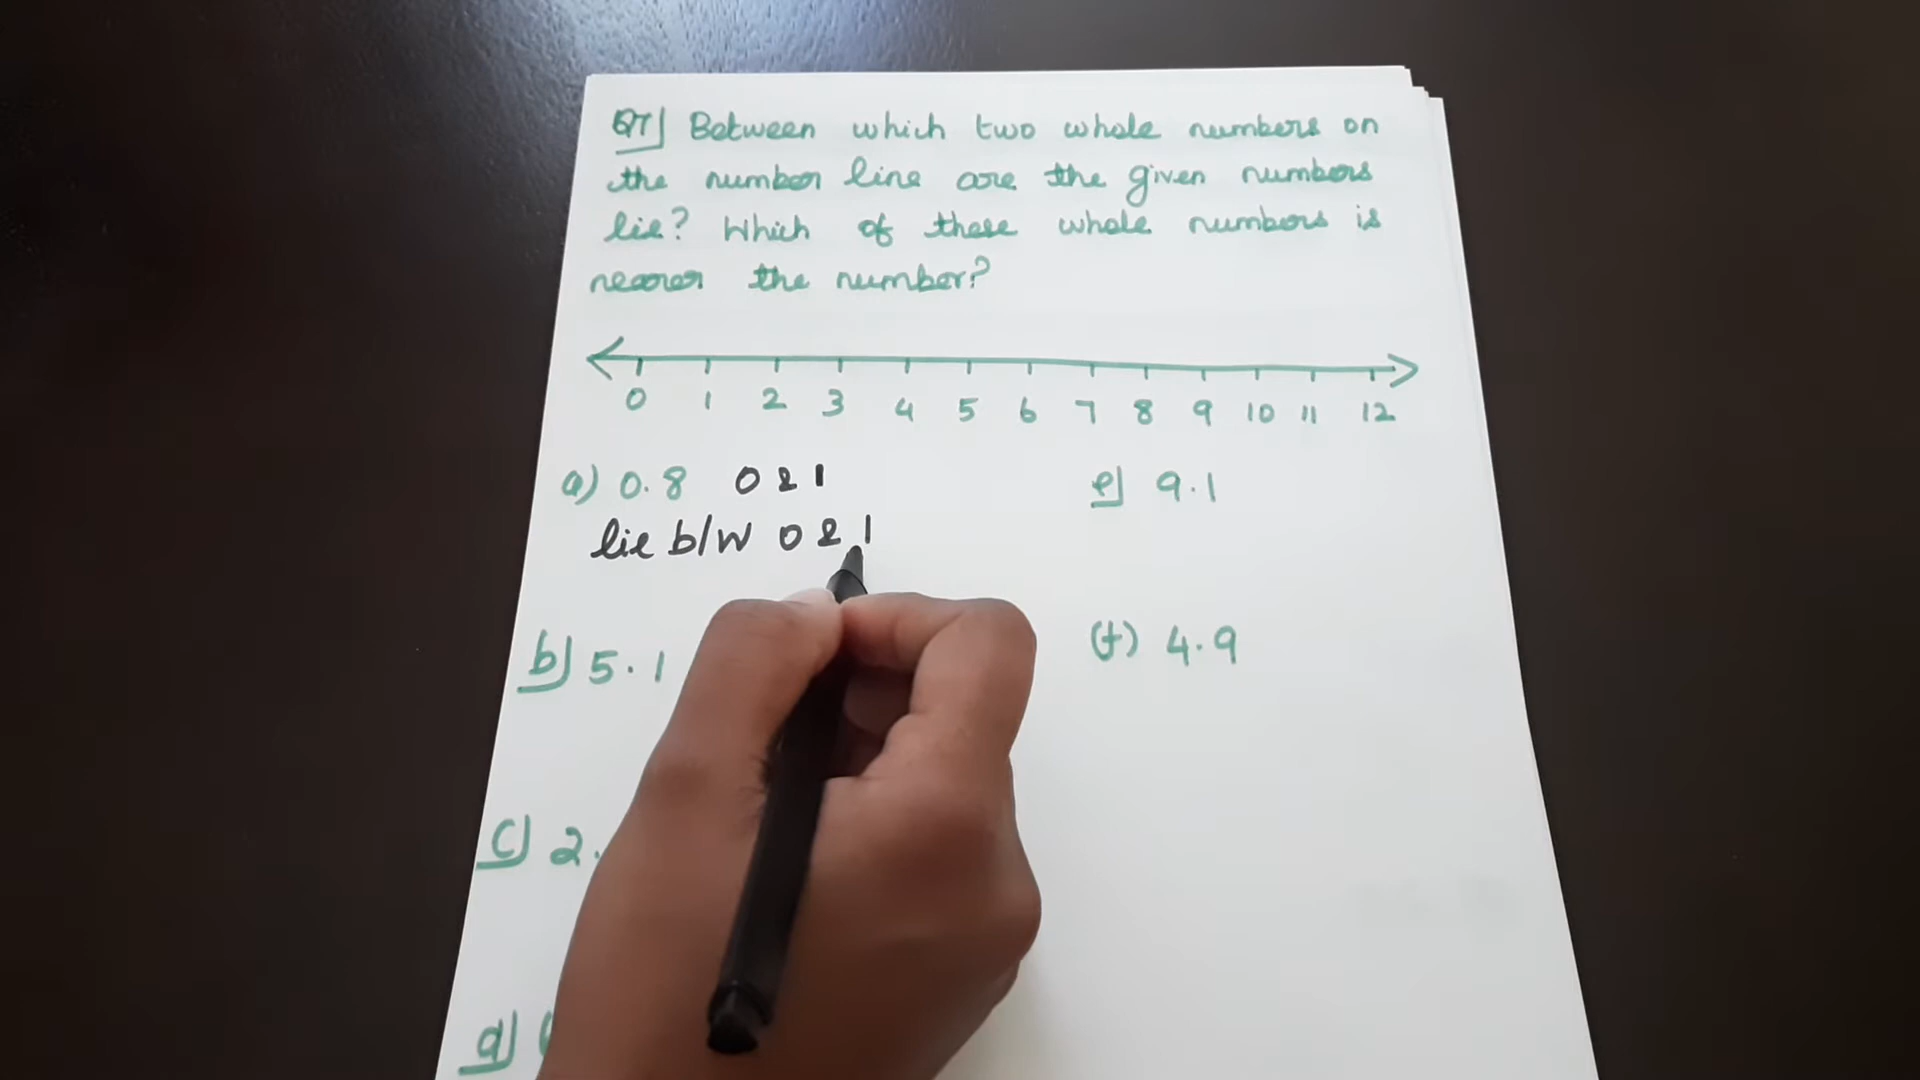 Q7] Between which two whole numbers on
the number line are the given numbers
lie? Which of these whole numbers is
nearer the number?
0 1 2 3 4 5 6 7 8 9 10 11 12
a) 0.8 0 & 1
lie b/w 0 & 1
b] 5.1
c] 2.
d]
e] 9.1
(f) 4.9